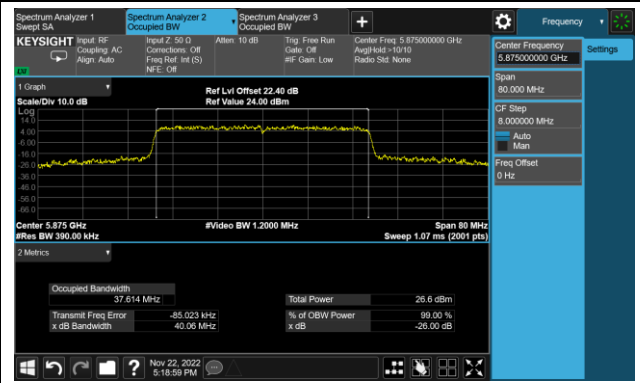 Spectrum Analyzer 1
Swept SA
Spectrum Analyzer 2
Occupied BW
Spectrum Analyzer 3
Occupied BW
+
Frequency
KEYSIGHT
Input: RF
Coupling: AC
Align: Auto
Input Z: 50 Ω
Corrections: Off
Freq Ref: Int (S)
NFE: Off
Atten: 10 dB
Trig: Free Run
Gate: Off
#IF Gain: Low
Center Freq: 5.875000000 GHz
Avg|Hold:>10/10
Radio Std: None
Center Frequency
5.875000000 GHz
Settings
Span
80.000 MHz
CF Step
8.000000 MHz
Auto
Man
Freq Offset
0 Hz
1 Graph
Ref Lvl Offset 22.40 dB
Scale/Div 10.0 dB
Ref Value 24.00 dBm
Log
14.0
4.00
-6.00
-16.0
-26.0
-36.0
-46.0
-56.0
-66.0
Center 5.875 GHz
#Video BW 1.2000 MHz
Span 80 MHz
#Res BW 390.00 kHz
Sweep 1.07 ms (2001 pts)
2 Metrics
Occupied Bandwidth
37.614 MHz
Total Power
26.6 dBm
Transmit Freq Error
-85.023 kHz
% of OBW Power
99.00 %
x dB Bandwidth
40.06 MHz
x dB
-26.00 dB
?
Nov 22, 2022
5:18:59 PM